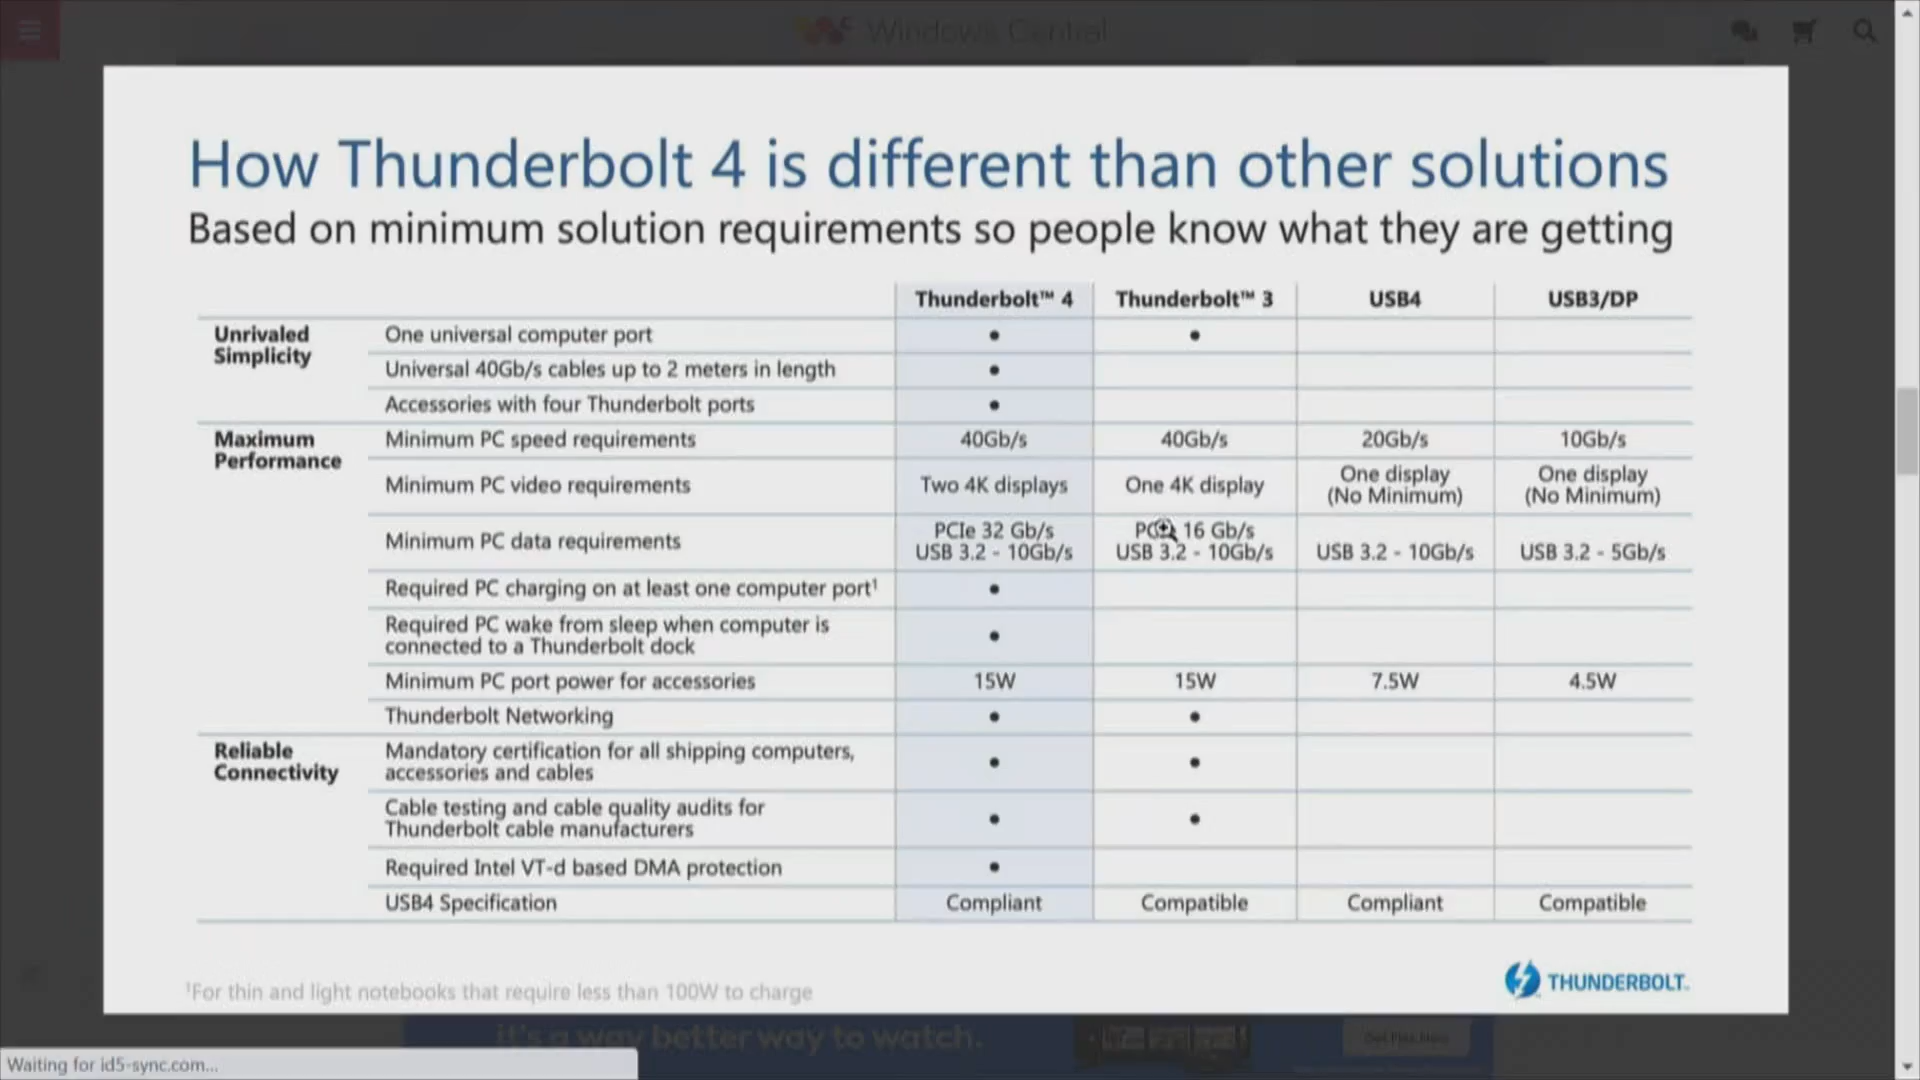 Windows Central
How Thunderbolt 4 is different than other solutions
Based on minimum solution requirements so people know what they are getting
Thunderbolt™ 4 Thunderbolt™ 3 USB4 USB3/DP
Unrivaled
Simplicity
One universal computer port • •
Universal 40Gb/s cables up to 2 meters in length •
Accessories with four Thunderbolt ports •
Maximum
Performance
Minimum PC speed requirements 40Gb/s 40Gb/s 20Gb/s 10Gb/s
Minimum PC video requirements Two 4K displays One 4K display One display
(No Minimum)
One display
(No Minimum)
Minimum PC data requirements PCIe 32 Gb/s
USB 3.2 - 10Gb/s
16 Gb/s
USB 3.2 - 10Gb/s
USB 3.2 - 10Gb/s
USB 3.2 - 5Gb/s
Required PC charging on at least one computer port¹ •
Required PC wake from sleep when computer is
connected to a Thunderbolt dock •
Minimum PC port power for accessories 15W 15W 7.5W 4.5W
Thunderbolt Networking • •
Reliable
Connectivity
Mandatory certification for all shipping computers,
accessories and cables • •
Cable testing and cable quality audits for
Thunderbolt cable manufacturers • •
Required Intel VT-d based DMA protection •
USB4 Specification Compliant Compatible Compliant Compatible
¹For thin and light notebooks that require less than 100W to charge
THUNDERBOLT™
it's a way better way to watch.
Waiting for id5-sync.com...